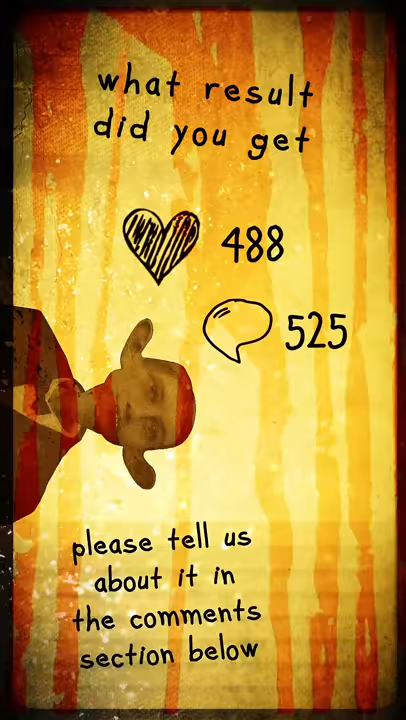 what result
did you get
488
525
please tell us
about it in
the comments
section below